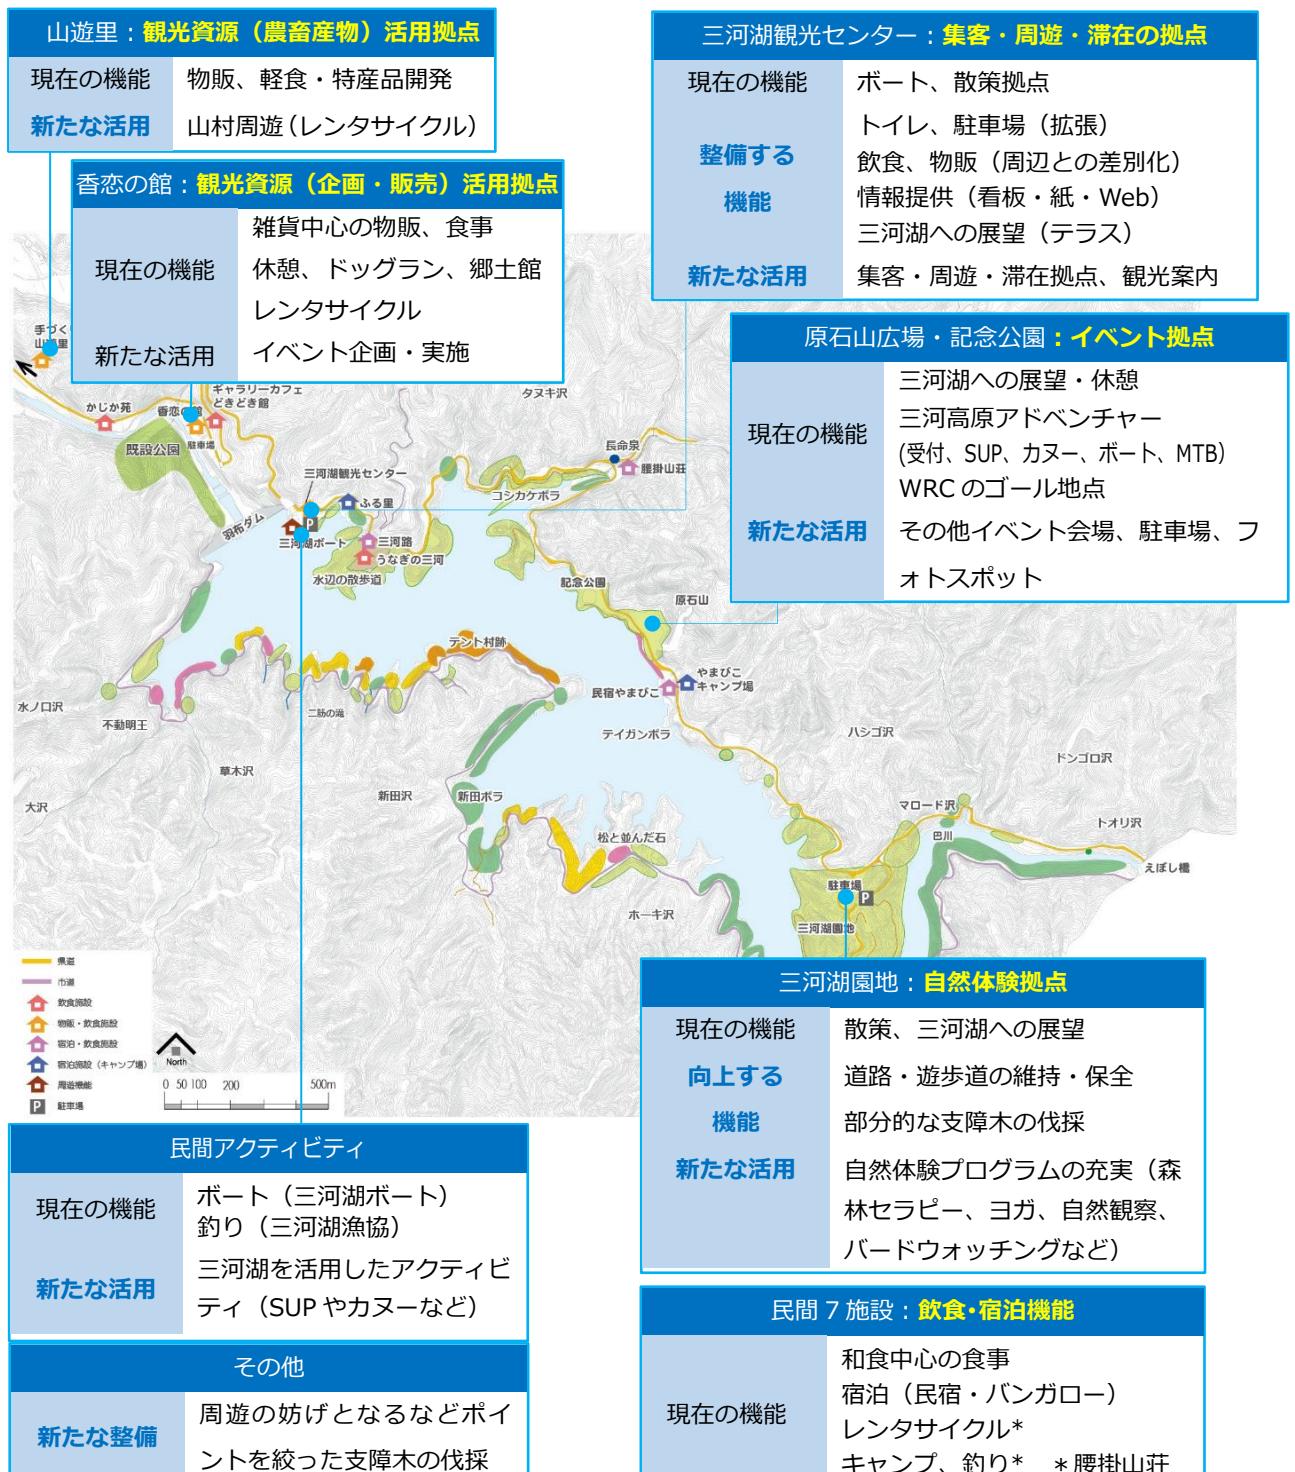 山遊里：観光資源（農畜産物）活用拠点
現在の機能
物販、軽食・特産品開発
新たな活用
山村周遊（レンタサイクル）
香恋の館：観光資源（企画・販売）活用拠点
現在の機能
雑貨中心の物販、食事
休憩、ドッグラン、郷土館
レンタサイクル
新たな活用
イベント企画・実施
三河湖観光センター：集客・周遊・滞在の拠点
現在の機能
ボート、散策拠点
整備する
機能
トイレ、駐車場（拡張）
飲食、物販（周辺との差別化）
情報提供（看板・紙・Web）
三河湖への展望（テラス）
新たな活用
集客・周遊・滞在拠点、観光案内
原石山広場・記念公園：イベント拠点
現在の機能
三河湖への展望・休憩
三河高原アドベンチャー
(受付、SUP、カヌー、ボート、MTB)
WRC のゴール地点
新たな活用
その他イベント会場、駐車場、フ
ォトスポット
手づく
山 里
かじか苑
香恋の館
駐車場
ギャラリーカフェ
どきどき館
既設公園
タヌキ沢
長命泉
腰掛山荘
三河湖観光センター
コシカケボラ
ふる里
羽布ダム
P
三河湖ボート
三河路
うなぎの三河
水辺の散歩道
記念公園
原石山
テント村跡
やまびこ
キャンプ場
民宿やまびこ
水ノ口沢
不動明王
二筋の滝
テイガンボラ
ハシゴ沢
ドンゴロ沢
草木沢
大沢
新田沢
新田ボラ
マロード沢
トオリ沢
巴川
松と並んだ石
えぼし橋
駐車場
P
ホーキ沢
三河湖園地
県道
市道
飲食施設
物販・飲食施設
宿泊・飲食施設
宿泊施設（キャンプ場）
周遊機能
P 駐車場
North
0 50 100 200 500m
三河湖園地：自然体験拠点
現在の機能
散策、三河湖への展望
向上する
機能
道路・遊歩道の維持・保全
部分的な支障木の伐採
新たな活用
自然体験プログラムの充実（森
林セラピー、ヨガ、自然観察、
バードウォッチングなど）
民間アクティビティ
現在の機能
ボート（三河湖ボート）
釣り（三河湖漁協）
新たな活用
三河湖を活用したアクティビ
ティ（SUP やカヌーなど）
その他
新たな整備
周遊の妨げとなるなどポイ
ントを絞った支障木の伐採
民間 7 施設：飲食・宿泊機能
現在の機能
和食中心の食事
宿泊（民宿・バンガロー）
レンタサイクル*
キャンプ、釣り* ＊腰掛山荘